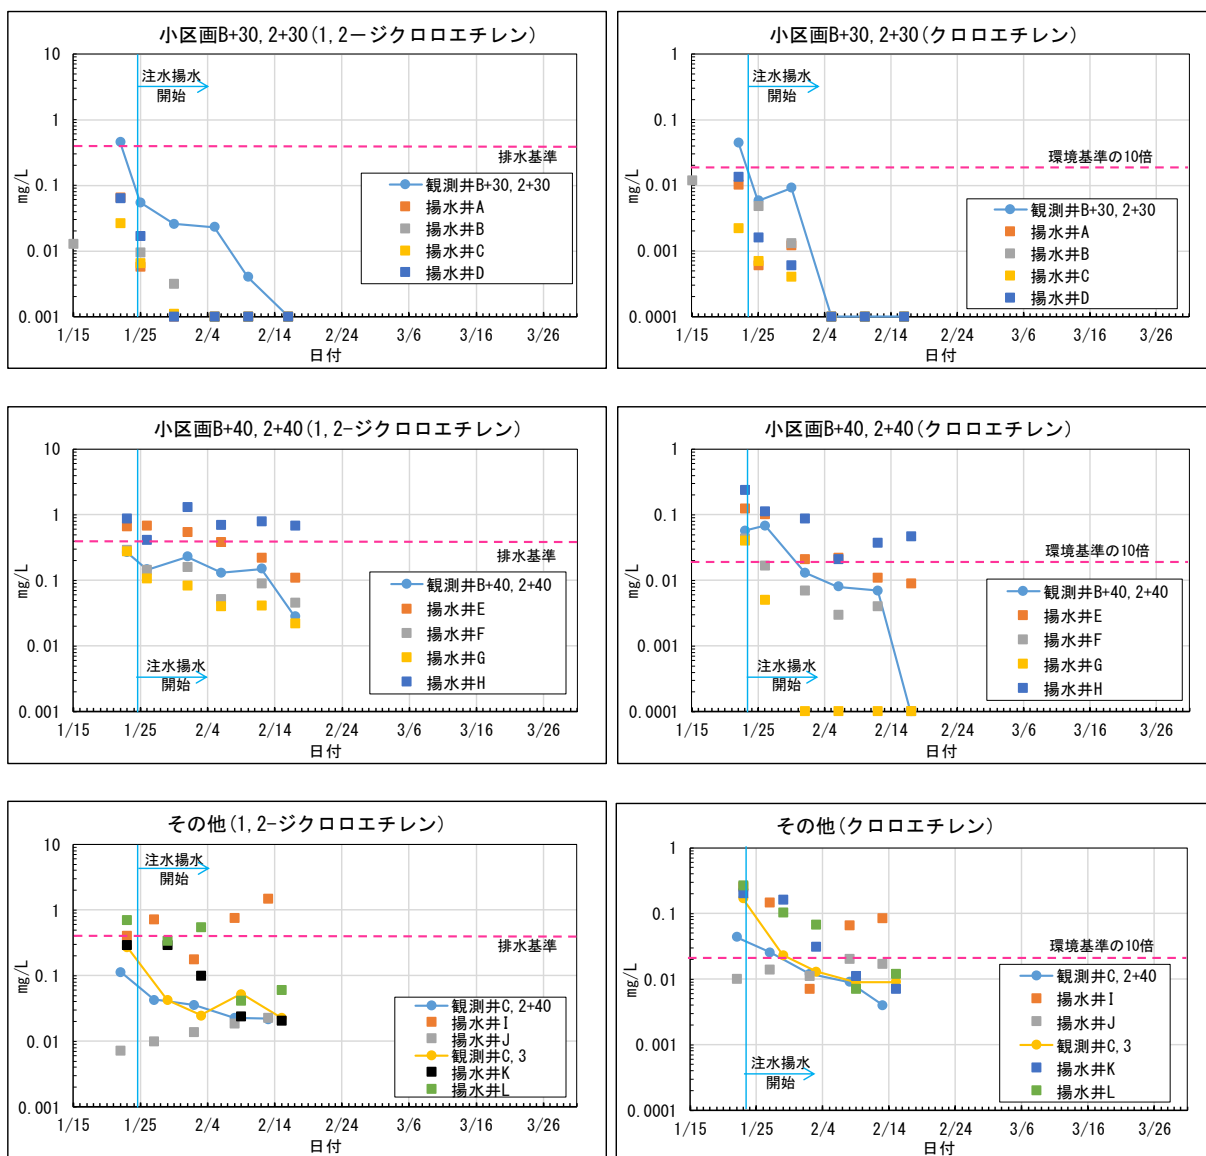 小区画B+30,2+30(1,2－ジクロロエチレン)
10
1
0.1
0.01
0.001
mg/L
注水揚水
開始
排水基準
観測井B+30,2+30
揚水井A
揚水井B
揚水井C
揚水井D
1/15
1/25
2/4
2/14
2/24
3/6
3/16
3/26
日付
小区画B+30,2+30(クロロエチレン)
1
0.1
0.01
0.001
0.0001
mg/L
注水揚水
開始
環境基準の10倍
観測井B+30,2+30
揚水井A
揚水井B
揚水井C
揚水井D
1/15
1/25
2/4
2/14
2/24
3/6
3/16
3/26
日付
小区画B+40,2+40(1,2-ジクロロエチレン)
10
1
0.1
0.01
0.001
mg/L
排水基準
観測井B+40,2+40
揚水井E
揚水井F
揚水井G
揚水井H
注水揚水
開始
1/15
1/25
2/4
2/14
2/24
3/6
3/16
3/26
日付
小区画B+40,2+40(クロロエチレン)
1
0.1
0.01
0.001
0.0001
mg/L
環境基準の10倍
観測井B+40,2+40
揚水井E
揚水井F
揚水井G
揚水井H
注水揚水
開始
1/15
1/25
2/4
2/14
2/24
3/6
3/16
3/26
日付
その他(1,2-ジクロロエチレン)
10
1
0.1
0.01
0.001
mg/L
注水揚水
開始
排水基準
観測井C,2+40
揚水井I
揚水井J
観測井C,3
揚水井K
揚水井L
1/15
1/25
2/4
2/14
2/24
3/6
3/16
3/26
日付
その他(クロロエチレン)
1
0.1
0.01
0.001
0.0001
mg/L
環境基準の10倍
観測井C,2+40
揚水井I
揚水井J
観測井C,3
揚水井K
揚水井L
注水揚水
開始
1/15
1/25
2/4
2/14
2/24
3/6
3/16
3/26
日付